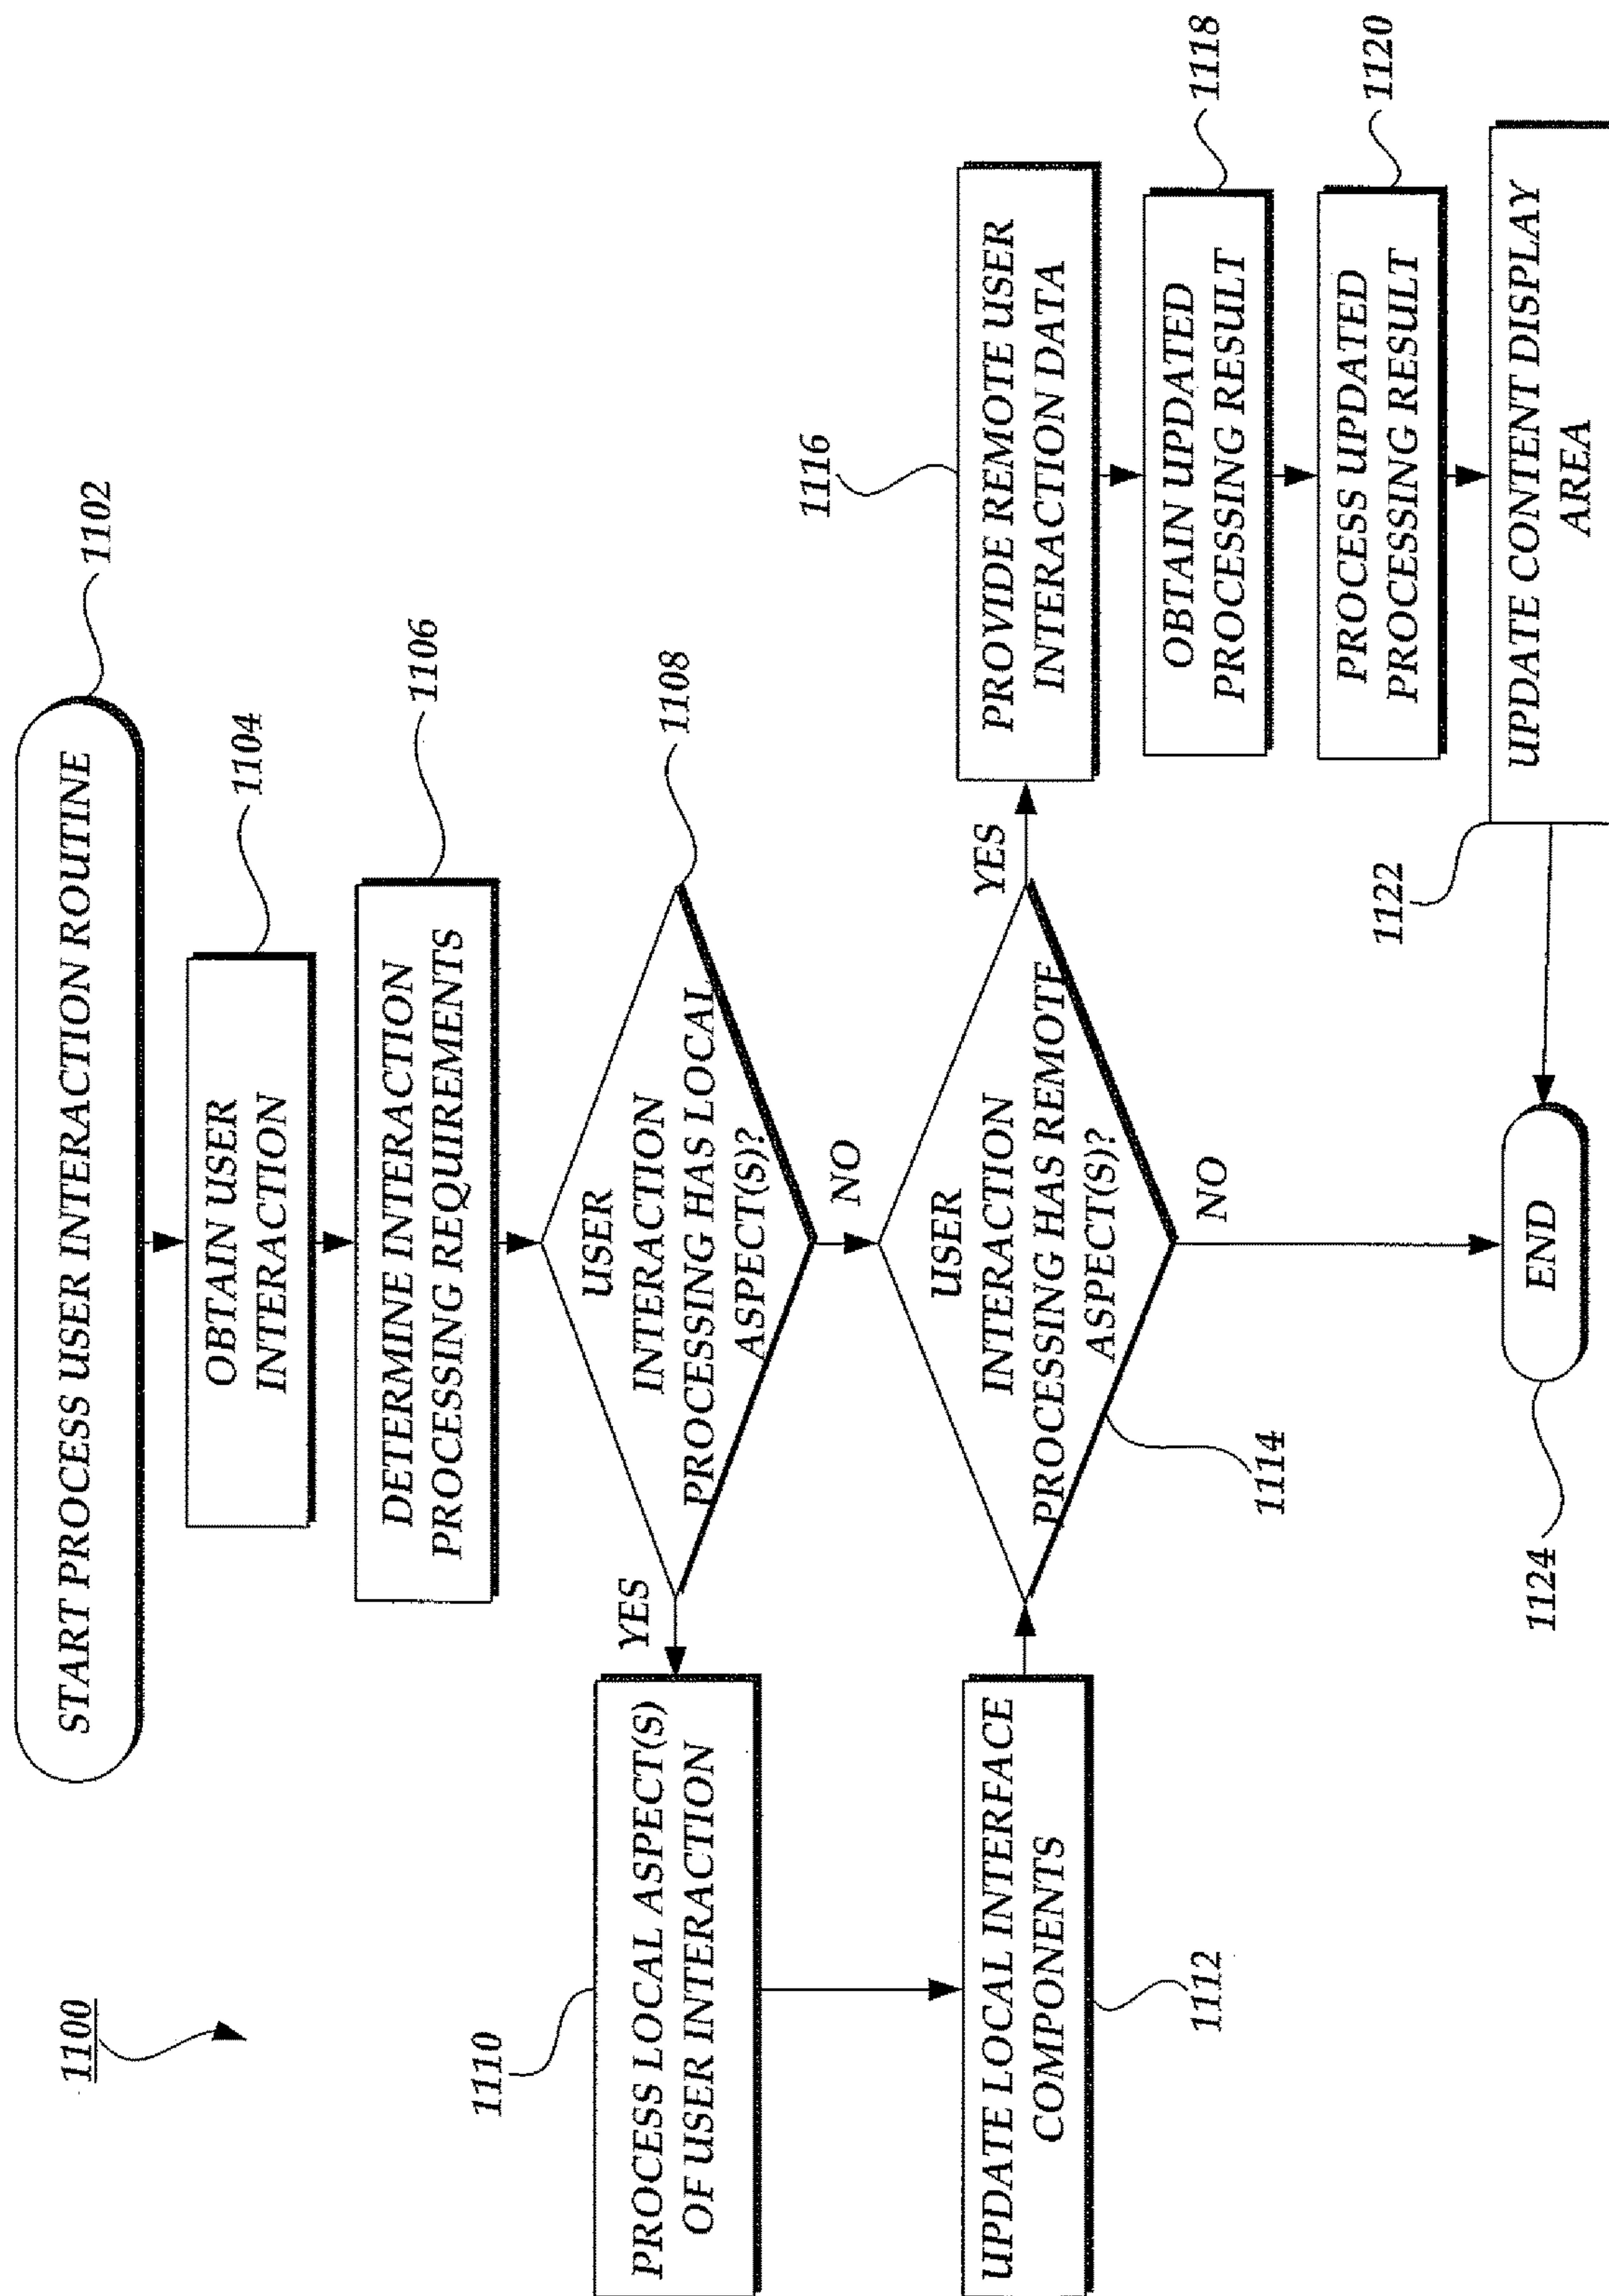 1100
START PROCESS USER INTERACTION ROUTINE
1102
OBTAIN USER
INTERACTION
1104
DETERMINE INTERACTION
PROCESSING REQUIREMENTS
1106
USER
INTERACTION
PROCESSING HAS LOCAL
ASPECT(S)?
1108
YES
NO
1110
PROCESS LOCAL ASPECT(S)
OF USER INTERACTION
UPDATE LOCAL INTERFACE
COMPONENTS
1112
USER
INTERACTION
PROCESSING HAS REMOTE
ASPECT(S)?
1114
YES
NO
1116
PROVIDE REMOTE USER
INTERACTION DATA
OBTAIN UPDATED
PROCESSING RESULT
1118
PROCESS UPDATED
PROCESSING RESULT
1120
UPDATE CONTENT DISPLAY
AREA
1122
END
1124